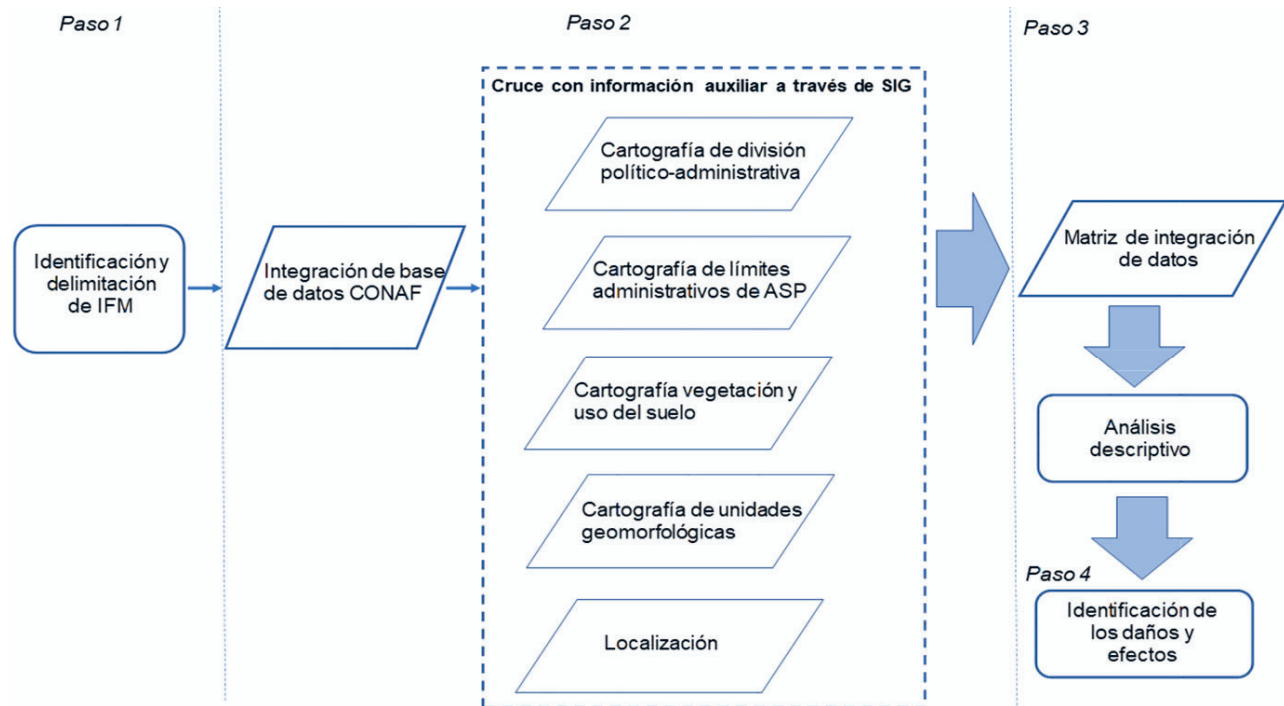 Paso 1
Identificación y
delimitación
de IFM
Paso 2
Integración de base
de datos CONAF
Cruce con información auxiliar a través de SIG
Cartografía de división
político-administrativa
Cartografía de límites
administrativos de ASP
Cartografía vegetación y
uso del suelo
Cartografía de unidades
geomorfológicas
Localización
Paso 3
Matriz de integración
de datos
Análisis
descriptivo
Paso 4
Identificación de
los daños y
efectos